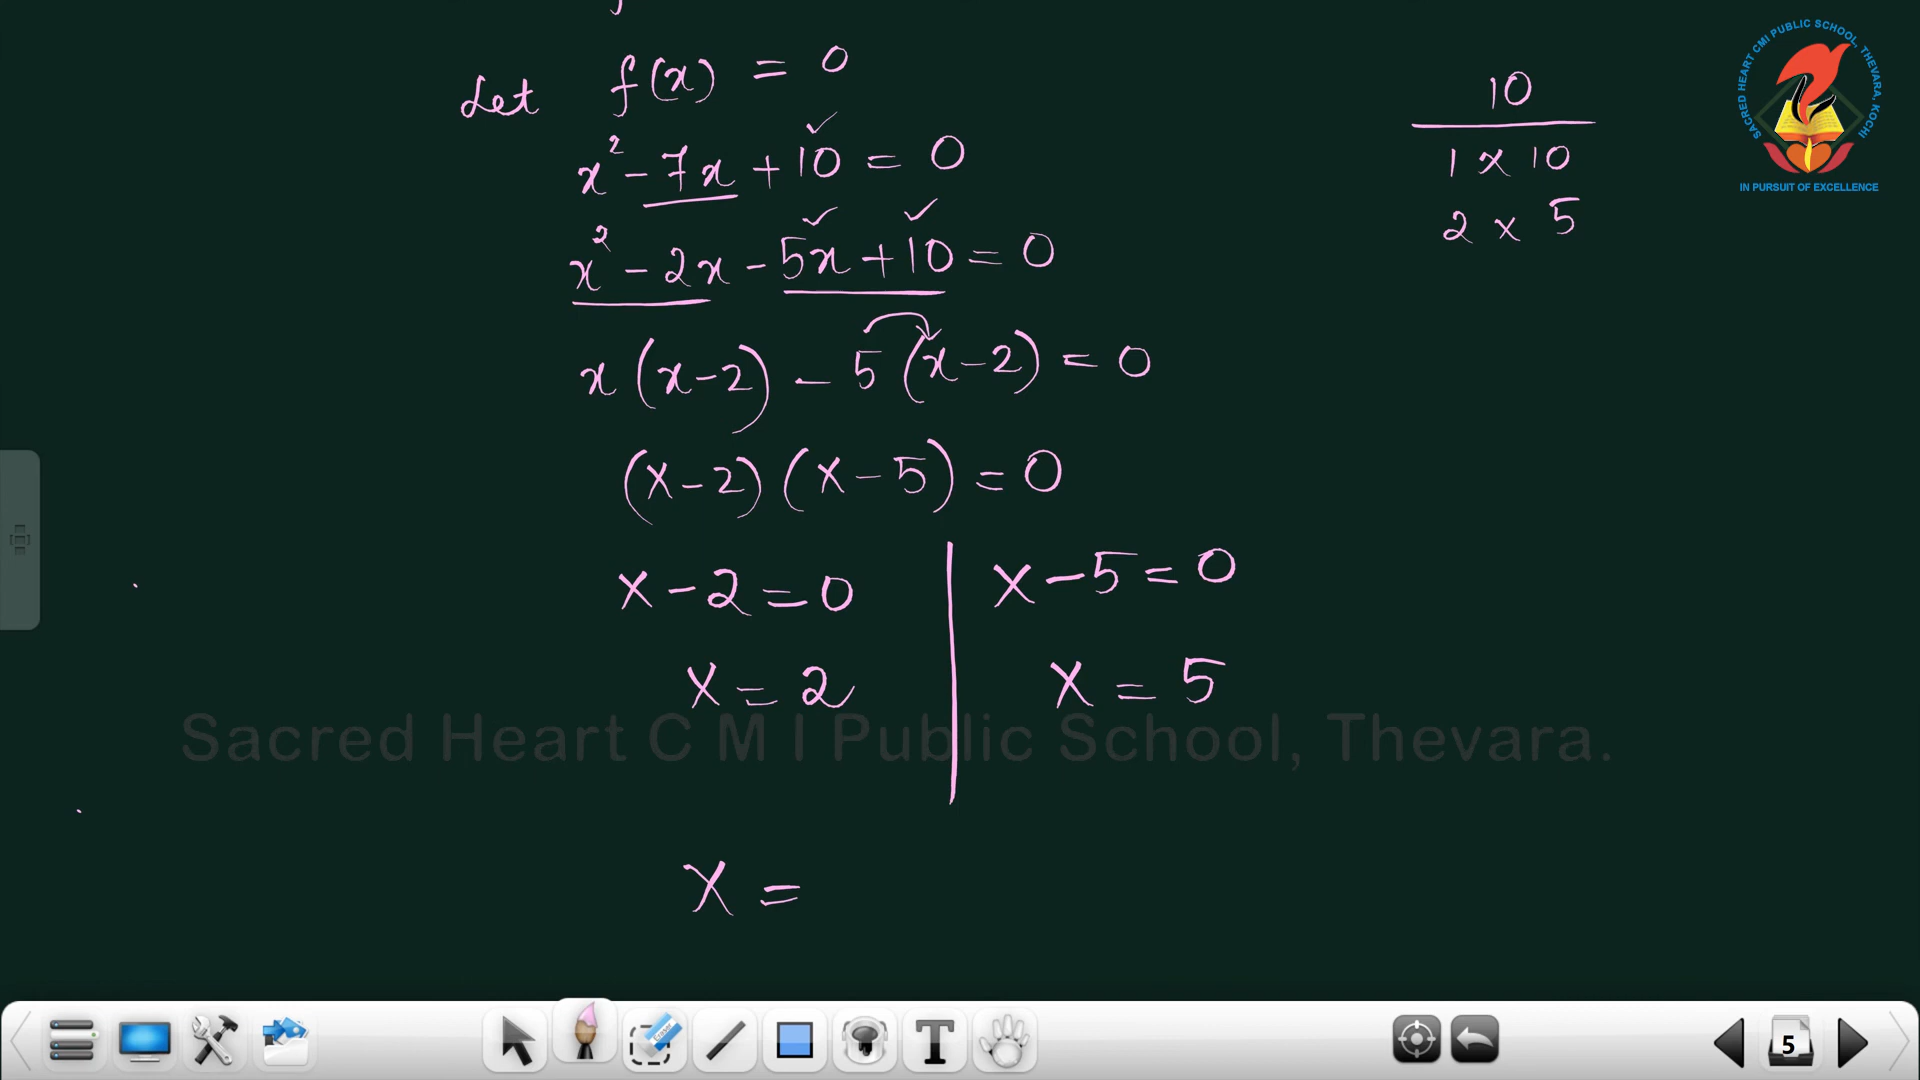 Let f(x) = 0
x² - 7x + 10 = 0
x² - 2x - 5x + 10 = 0
x (x-2) - 5 (x-2) = 0
(x-2) (x-5) = 0
x - 2 = 0
x = 2
x - 5 = 0
x = 5
x =
10
1 x 10
2 x 5
SACRED HEART CMI PUBLIC SCHOOL, THEVARA, KOCHI
IN PURSUIT OF EXCELLENCE
Sacred Heart C M I Public School, Thevara.
T
5